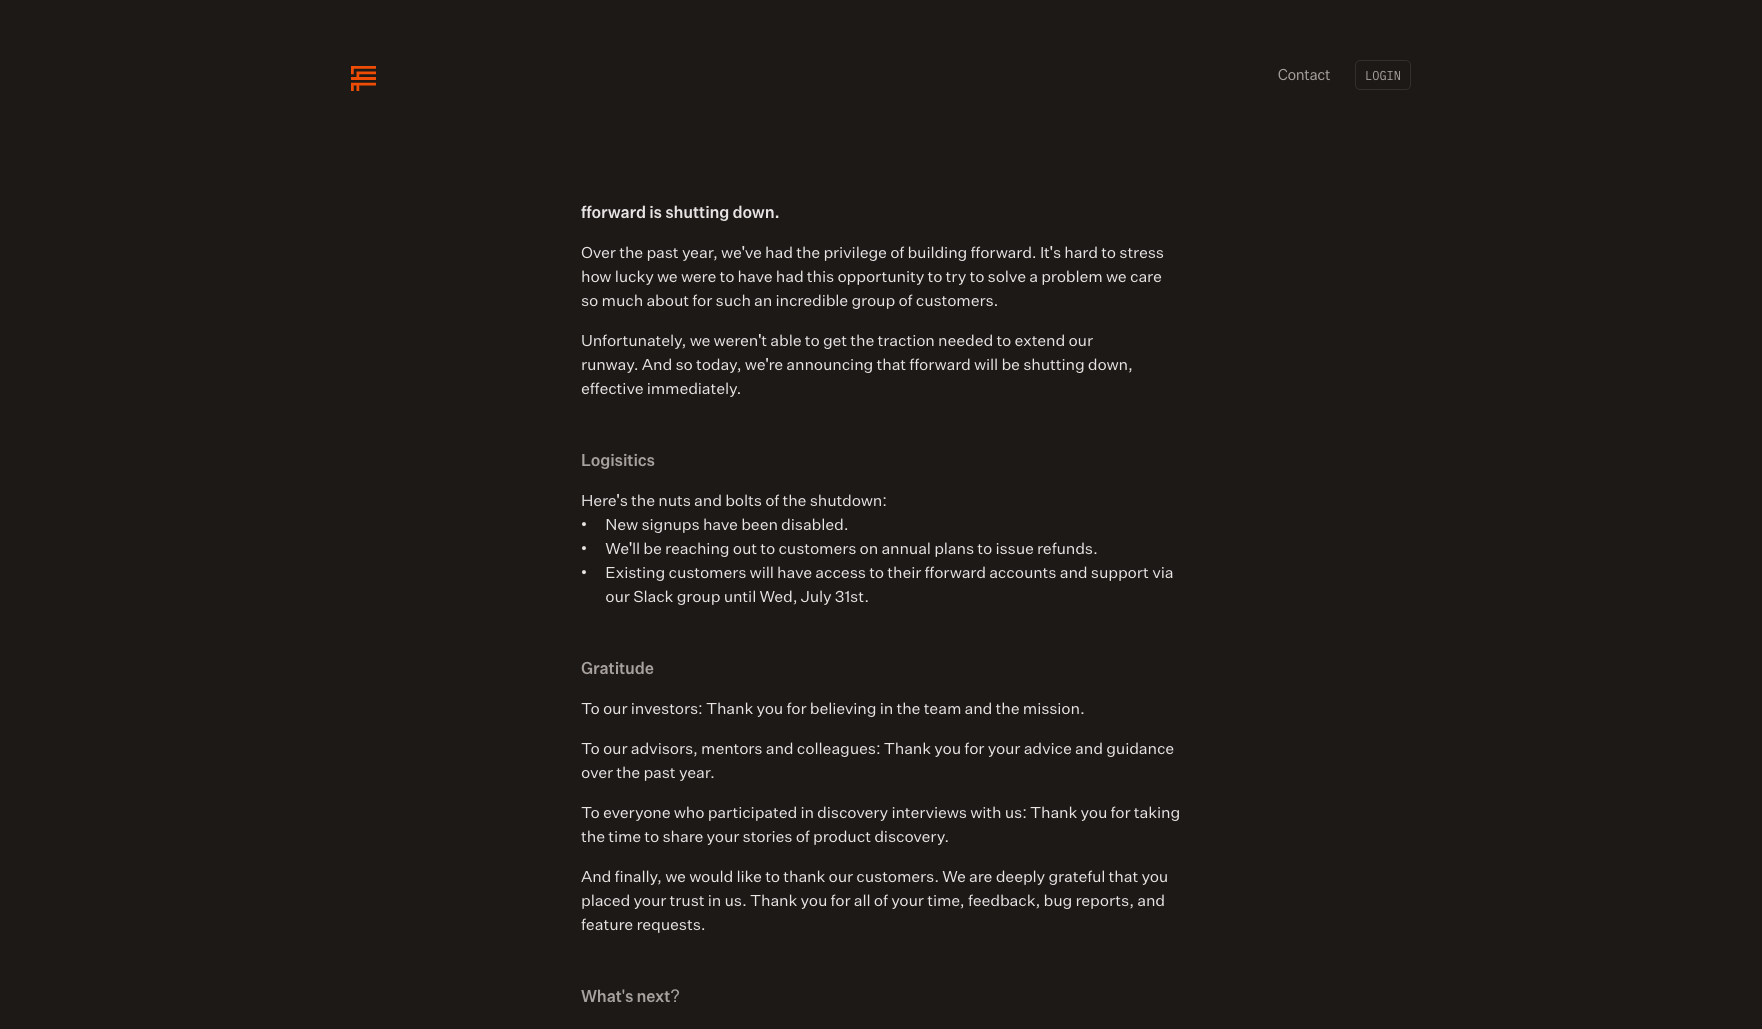 Contact
LOGIN
fforward is shutting down.
Over the past year, we've had the privilege of building fforward. It's hard to stress
how lucky we were to have had this opportunity to try to solve a problem we care
so much about for such an incredible group of customers.
Unfortunately, we weren't able to get the traction needed to extend our
runway. And so today, we're announcing that fforward will be shutting down,
effective immediately.
Logisitics
Here's the nuts and bolts of the shutdown:
• New signups have been disabled.
• We'll be reaching out to customers on annual plans to issue refunds.
• Existing customers will have access to their fforward accounts and support via
our Slack group until Wed, July 31st.
Gratitude
To our investors: Thank you for believing in the team and the mission.
To our advisors, mentors and colleagues: Thank you for your advice and guidance
over the past year.
To everyone who participated in discovery interviews with us: Thank you for taking
the time to share your stories of product discovery.
And finally, we would like to thank our customers. We are deeply grateful that you
placed your trust in us. Thank you for all of your time, feedback, bug reports, and
feature requests.
What's next?